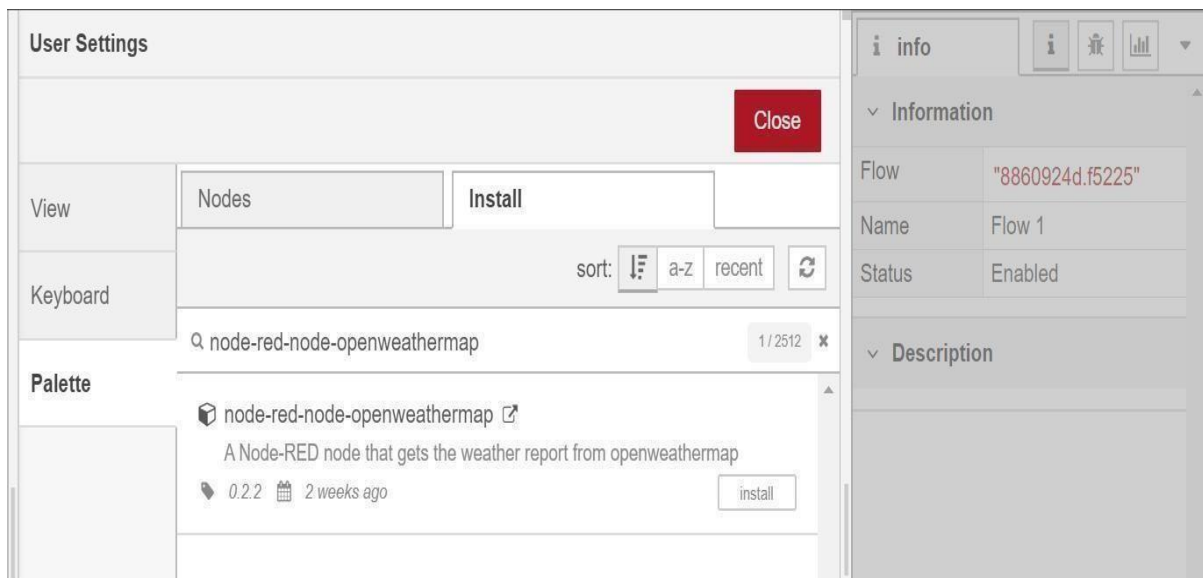 User Settings
Close
View
Keyboard
Palette
Nodes
Install
sort: a-z recent
node-red-node-openweathermap 1 / 2512
node-red-node-openweathermap
A Node-RED node that gets the weather report from openweathermap
0.2.2 2 weeks ago
install
i info
Information
Flow "8860924d.f5225"
Name Flow 1
Status Enabled
Description